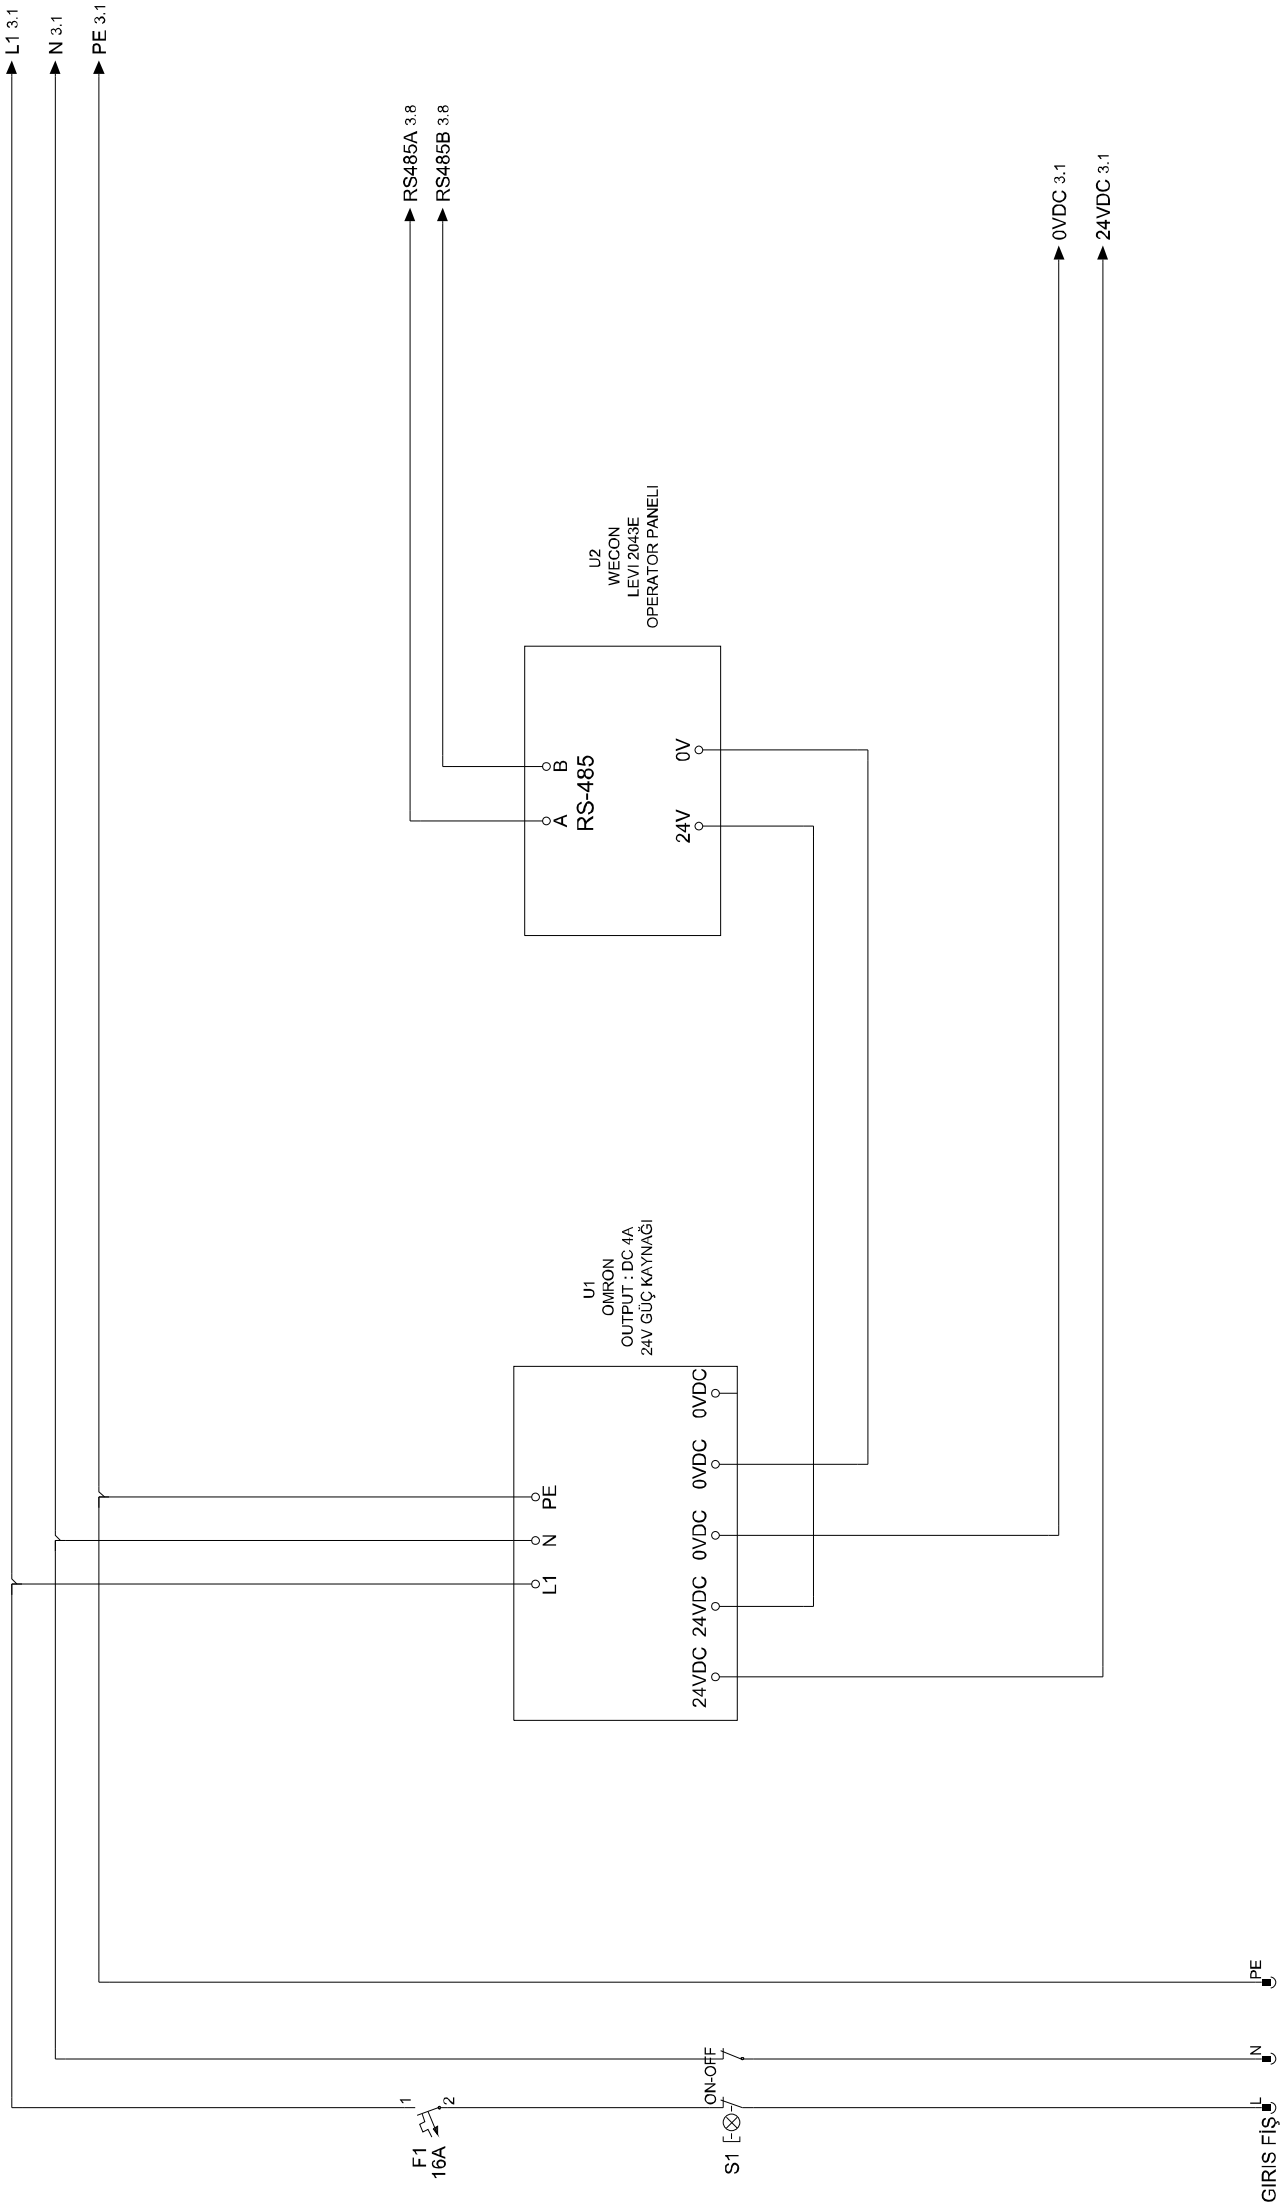 L1 3.1
N 3.1
PE 3.1
RS485A 3.8
RS485B 3.8
0VDC 3.1
24VDC 3.1
U2
WECON
LEVI 2043E
OPERATOR PANELI
A
B
RS-485
24V
0V
U1
OMRON
OUTPUT : DC 4A
24V GÜÇ KAYNAĞI
L1
N
PE
24VDC
24VDC
0VDC
0VDC
0VDC
F1
16A
1
2
S1
ON-OFF
GIRIS FİŞ
L
N
PE